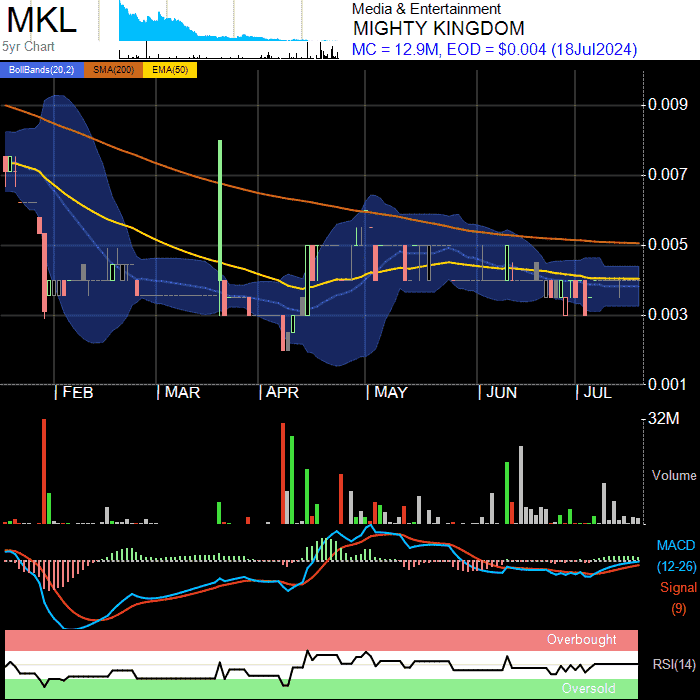 MKL
5yr Chart
Media & Entertainment
MIGHTY KINGDOM
MC = 12.9M, EOD = $0.004 (18Jul2024)
BollBands(20,2) SMA(200) EMA(50)
0.009
0.007
0.005
0.003
0.001
FEB MAR APR MAY JUN JUL
32M
Volume
MACD
(12-26)
Signal
(9)
Overbought
RSI(14)
Oversold